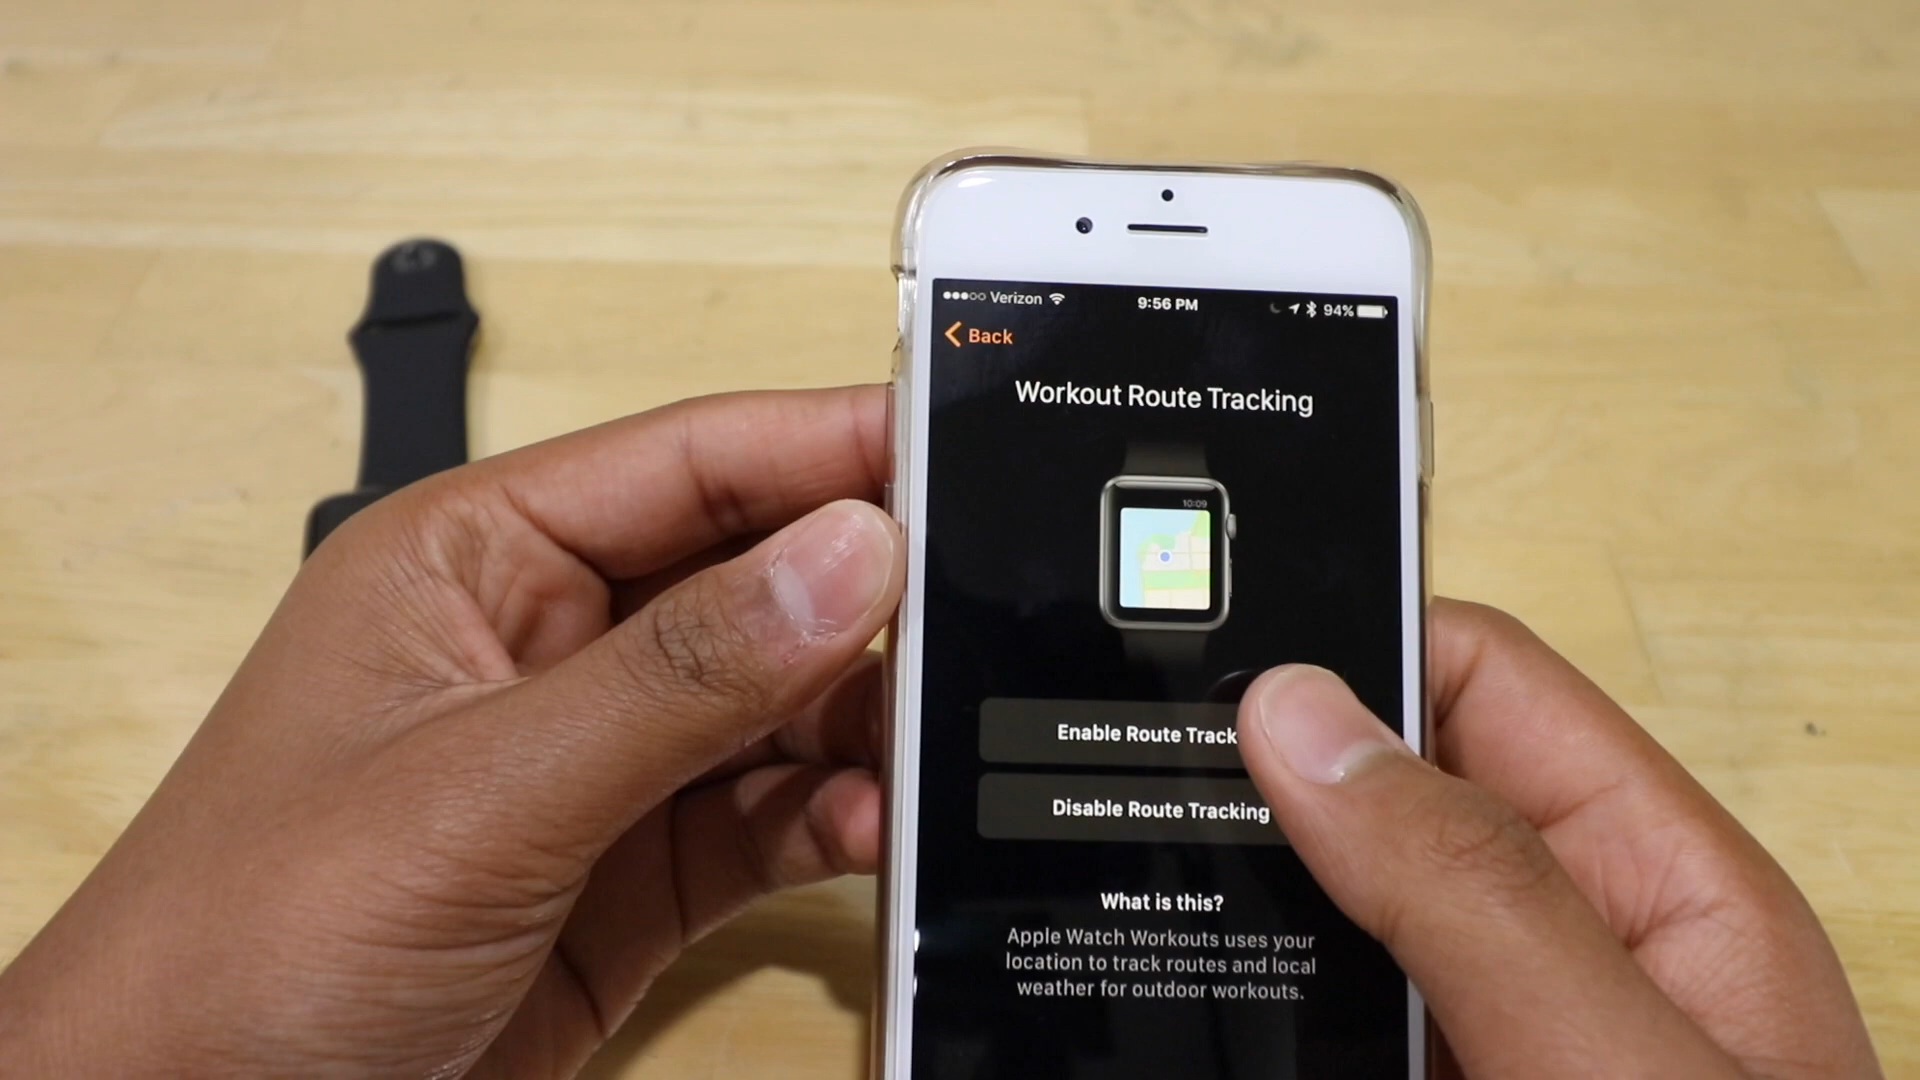 Verizon 9:56 PM 94%
Back
Workout Route Tracking
10:09
Enable Route Track
Disable Route Tracking
What is this?
Apple Watch Workouts uses your
location to track routes and local
weather for outdoor workouts.